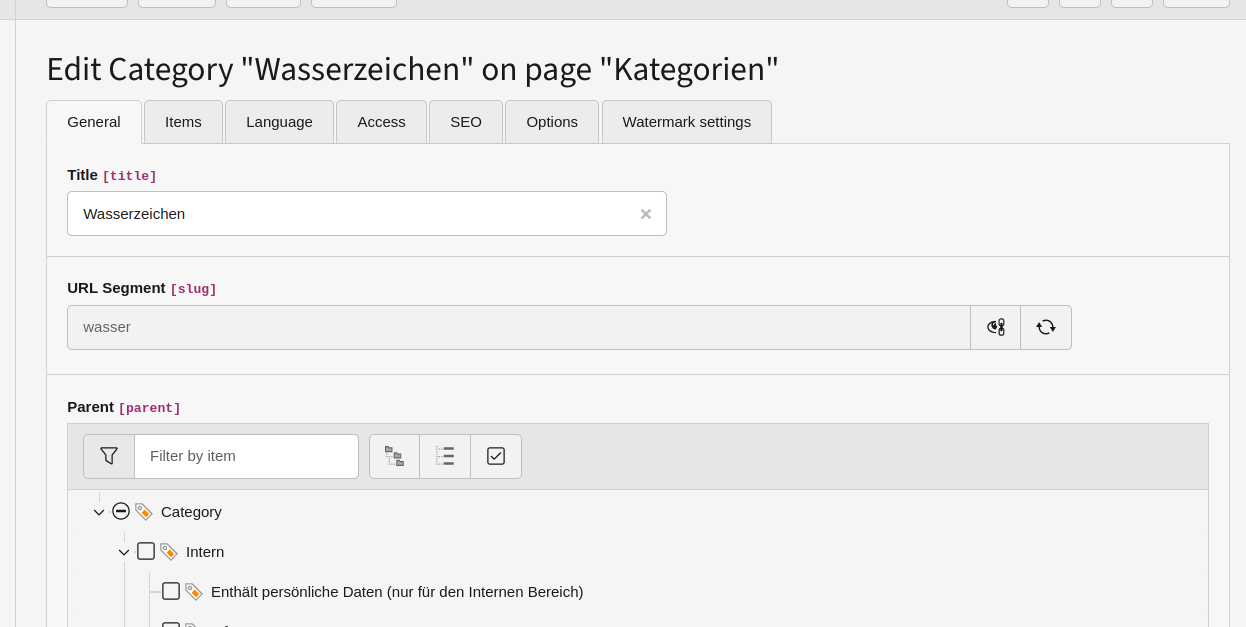 Edit Category "Wasserzeichen" on page "Kategorien"
General Items Language Access SEO Options Watermark settings
Title [title]
Wasserzeichen
URL Segment [slug]
wasser
Parent [parent]
Filter by item
Category
Intern
Enthält persönliche Daten (nur für den Internen Bereich)